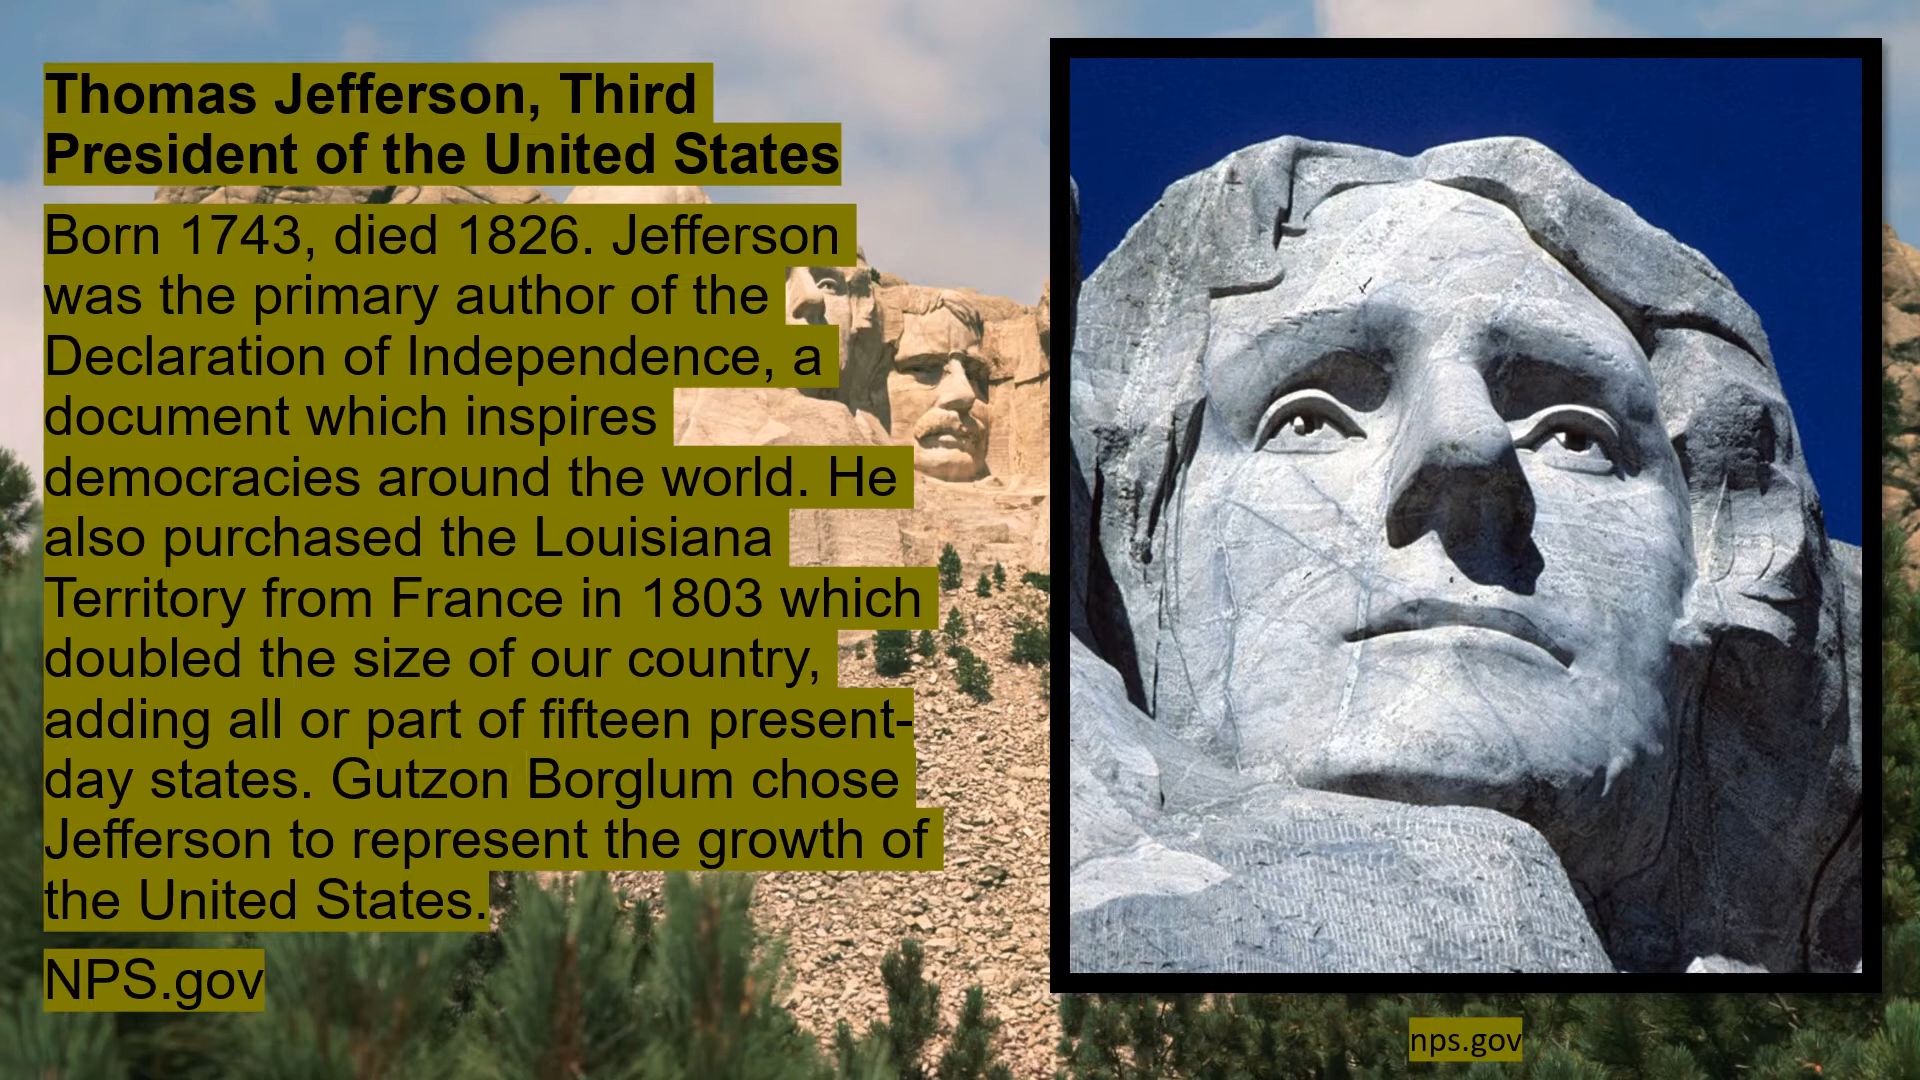 Thomas Jefferson, Third
President of the United States
Born 1743, died 1826. Jefferson
was the primary author of the
Declaration of Independence, a
document which inspires
democracies around the world. He
also purchased the Louisiana
Territory from France in 1803 which
doubled the size of our country,
adding all or part of fifteen present-
day states. Gutzon Borglum chose
Jefferson to represent the growth of
the United States.
NPS.gov
nps.gov